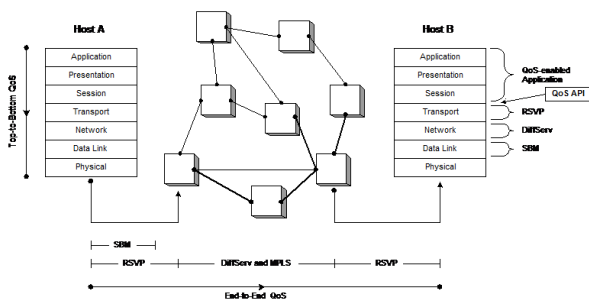 Host A
Host B
Application
Presentation
Session
Transport
Network
Data Link
Physical
Top-to-Bottom QoS
Application
Presentation
Session
Transport
Network
Data Link
Physical
QoS-enabled
Application
QoS API
RSVP
DiffServ
SBM
SBM
RSVP
DiffServ and MPLS
RSVP
End-to-End QoS